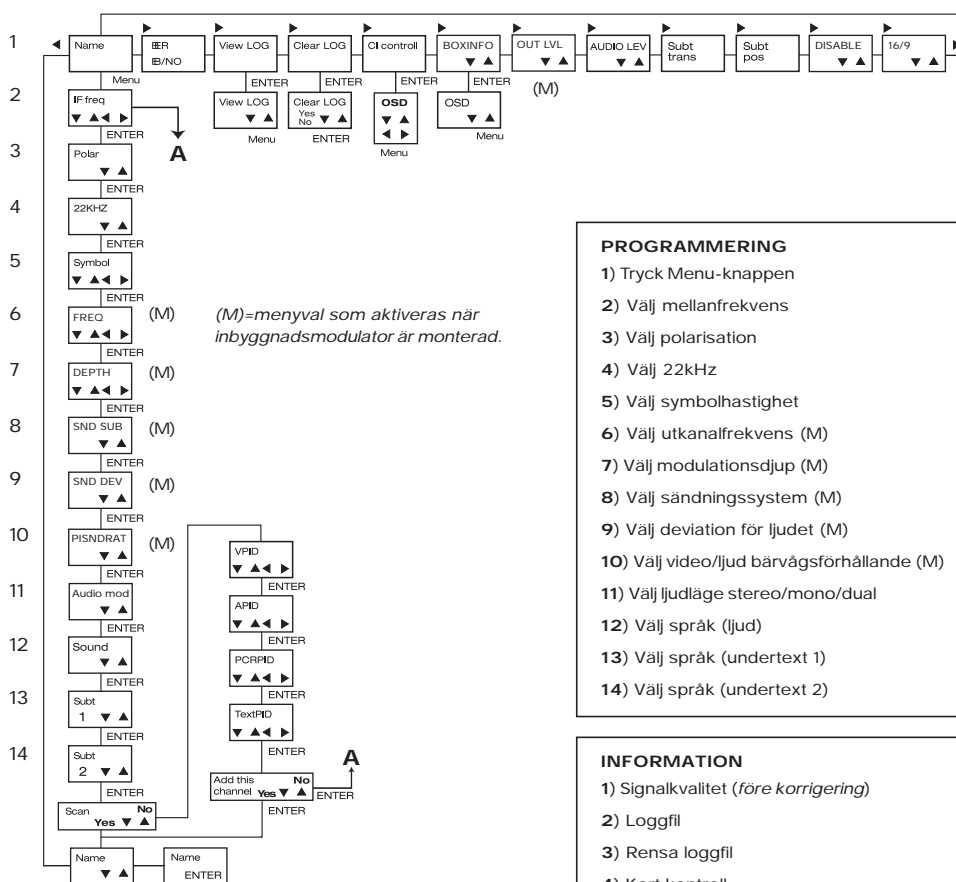 1
Name
BER
EB/NO
View LOG
Clear LOG
CI controll
BOXINFO
OUT LVL
AUDIO LEV
Subt
trans
Subt
pos
DISABLE
16/9
Menu
ENTER
ENTER
ENTER
ENTER
(M)
2
IF freq
View LOG
Clear LOG
Yes
No
OSD
OSD
ENTER
A
Menu
ENTER
Menu
Menu
3
Polar
ENTER
4
22KHZ
ENTER
5
Symbol
ENTER
6
FREQ
(M)
ENTER
(M)=menyval som aktiveras när
inbyggnadsmodulator är monterad.
7
DEPTH
(M)
ENTER
8
SND SUB
(M)
ENTER
9
SND DEV
(M)
ENTER
10
PISNDRAT
(M)
ENTER
11
Audio mod
ENTER
12
Sound
ENTER
13
Subt
1
ENTER
14
Subt
2
ENTER
Scan
No
Yes
Name
Name
ENTER
VPID
ENTER
APID
ENTER
PCRPID
ENTER
TextPID
ENTER
A
Add this
channel
No
Yes
ENTER
ENTER
PROGRAMMERING
1) Tryck Menu-knappen
2) Välj mellanfrekvens
3) Välj polarisation
4) Välj 22kHz
5) Välj symbolhastighet
6) Välj utkanalfrekvens (M)
7) Välj modulationsdjup (M)
8) Välj sändningssystem (M)
9) Välj deviation för ljudet (M)
10) Välj video/ljud bärvågsförhållande (M)
11) Välj ljudläge stereo/mono/dual
12) Välj språk (ljud)
13) Välj språk (undertext 1)
14) Välj språk (undertext 2)
INFORMATION
1) Signalkvalitet (före korrigering)
2) Loggfil
3) Rensa loggfil
4) Kort kontroll